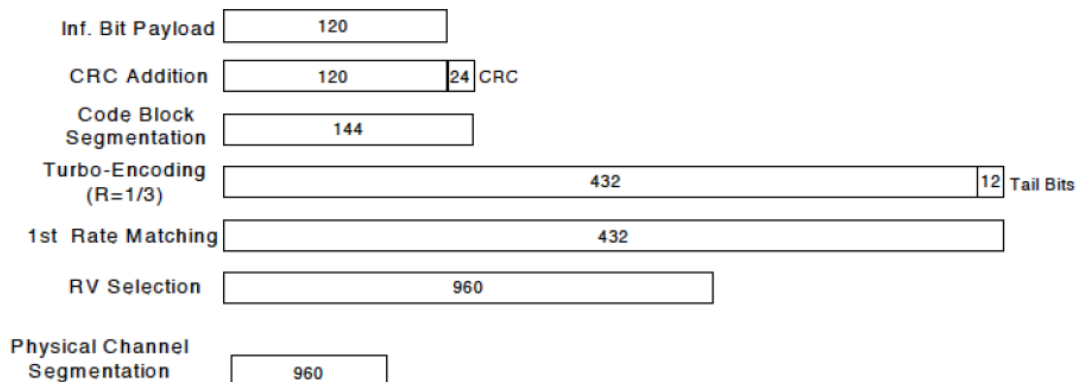 Inf. Bit Payload 120
CRC Addition 120 24 CRC
Code Block
Segmentation 144
Turbo-Encoding
(R=1/3) 432 12 Tail Bits
1st Rate Matching 432
RV Selection 960
Physical Channel
Segmentation 960